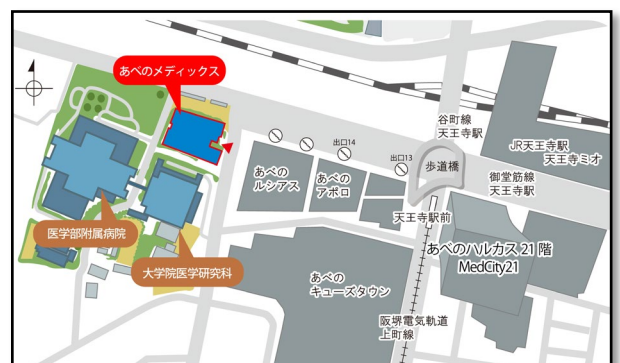 あべのメディックス
谷町線
天王寺駅
JR天王寺駅
天王寺ミオ
出口14
出口13
歩道橋
御堂筋線
天王寺駅
あべの
ルシアス
あべの
アポロ
天王寺駅前
医学部附属病院
大学院医学研究科
あべのハルカス 21 階
MedCity21
あべの
キューズタウン
阪堺電気軌道
上町線